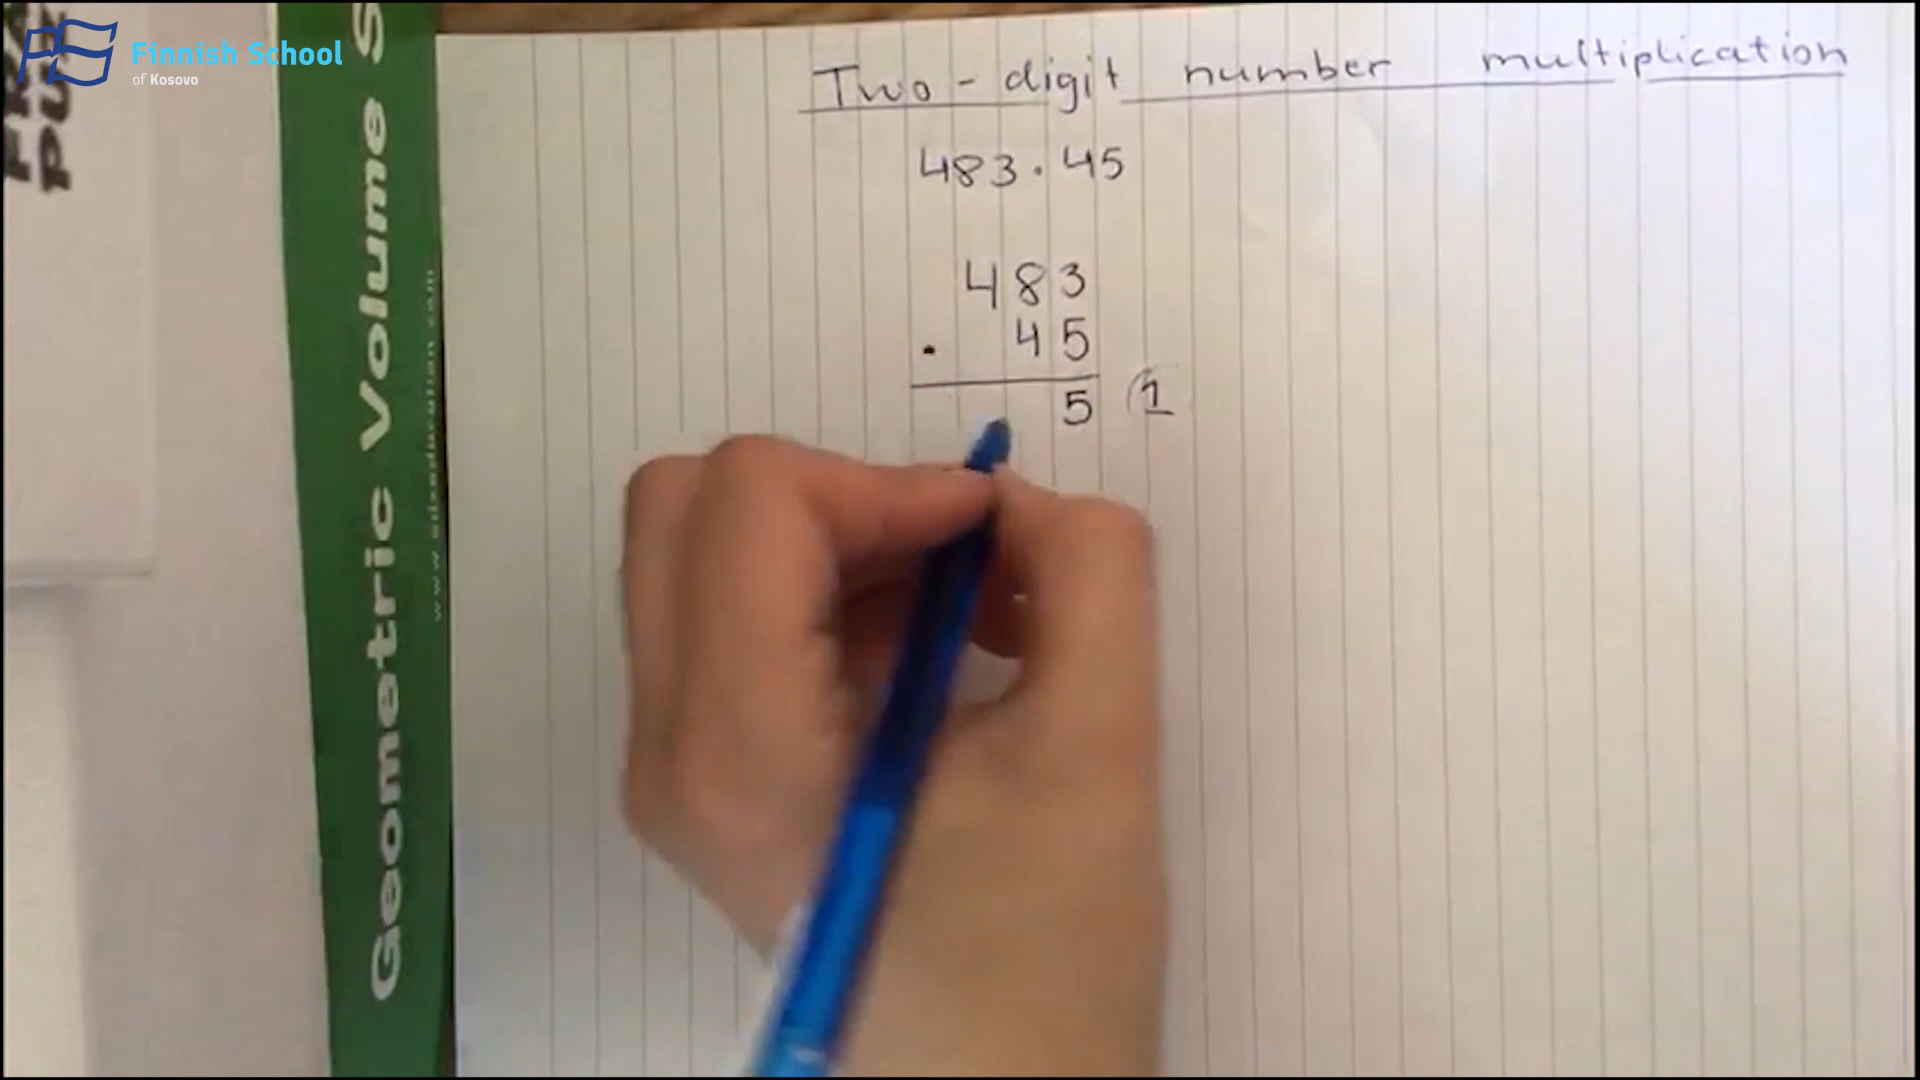 Finnish School
of Kosovo
Geometric Volume S
Two-digit number multiplication
483 · 45
483
· 45
5 1